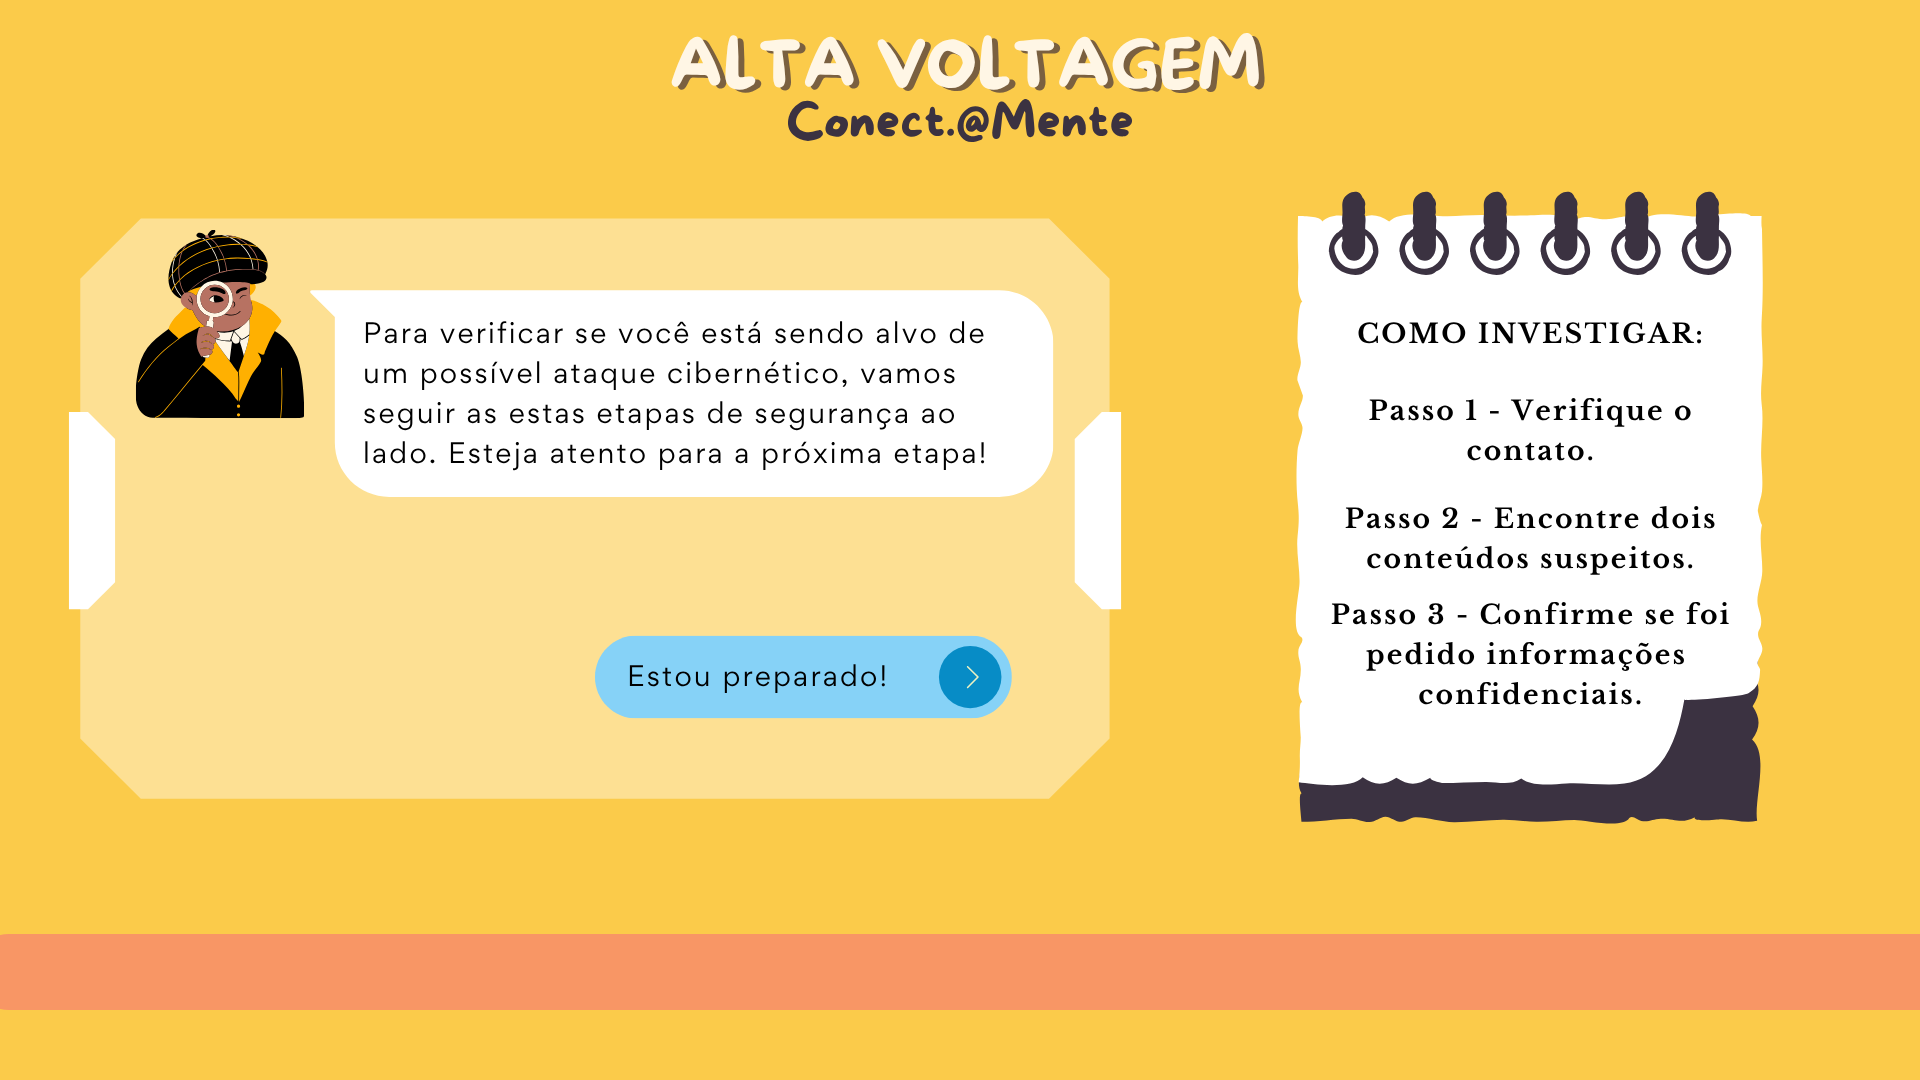 ALTA VOLTAGEM
Conect.@Mente
Para verificar se você está sendo alvo de
um possível ataque cibernético, vamos
seguir as estas etapas de segurança ao
lado. Esteja atento para a próxima etapa!
Estou preparado!
COMO INVESTIGAR:
Passo 1 - Verifique o
contato.
Passo 2 - Encontre dois
conteúdos suspeitos.
Passo 3 - Confirme se foi
pedido informações
confidenciais.